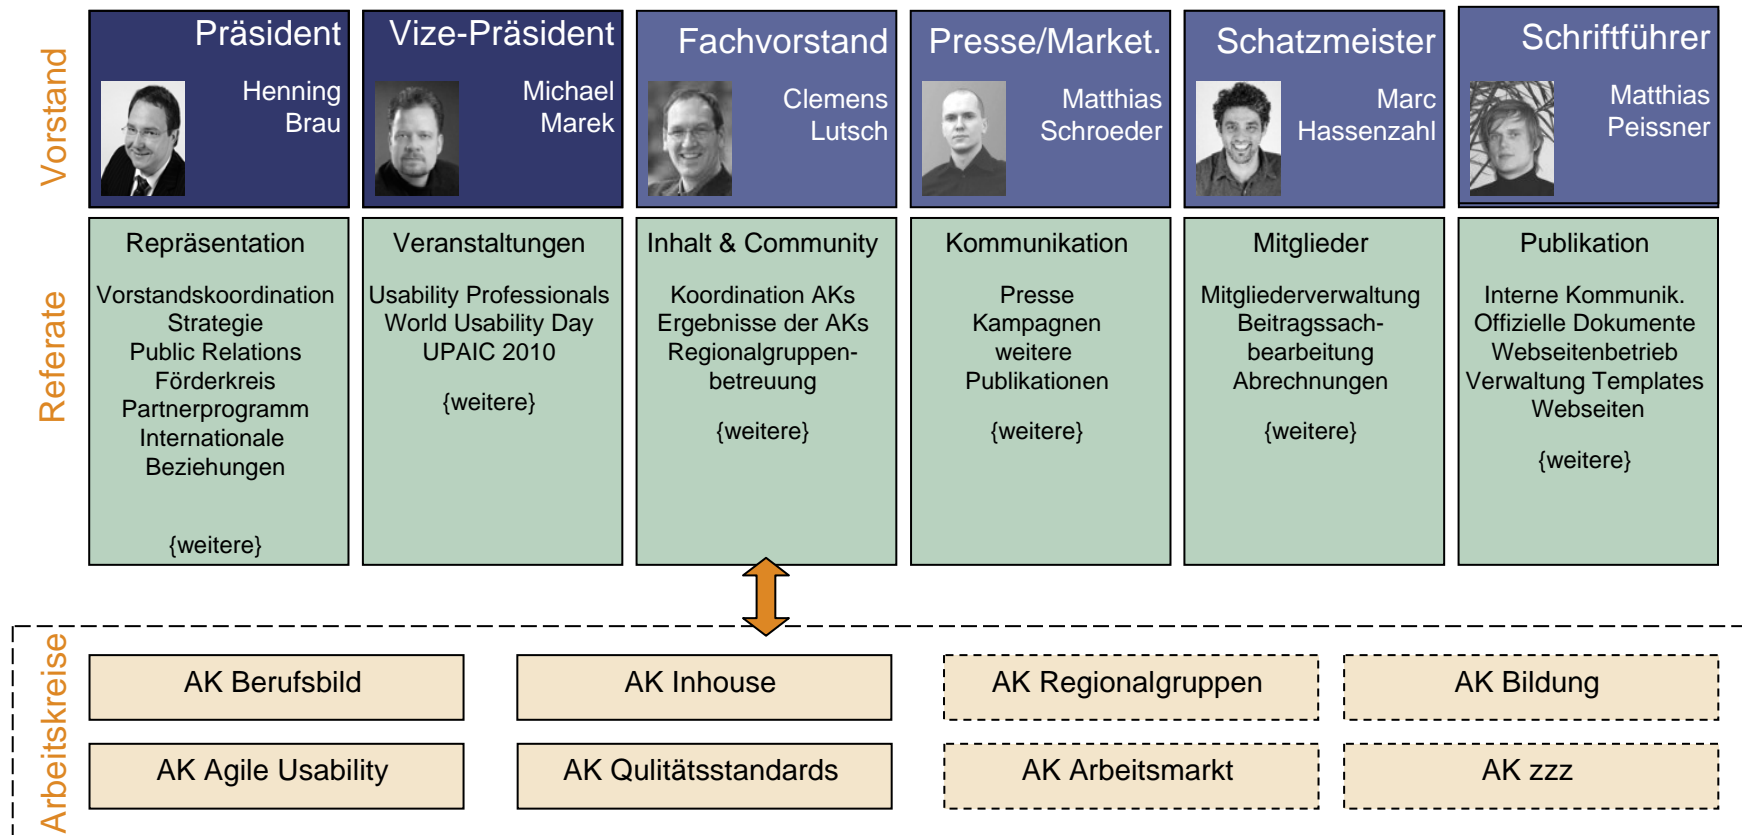 Vorstand
Präsident
Henning
Brau
Vize-Präsident
Michael
Marek
Fachvorstand
Clemens
Lutsch
Presse/Market.
Matthias
Schroeder
Schatzmeister
Marc
Hassenzahl
Schriftführer
Matthias
Peissner
Referate
Repräsentation
Vorstandskoordination
Strategie
Public Relations
Förderkreis
Partnerprogramm
Internationale
Beziehungen
{weitere}
Veranstaltungen
Usability Professionals
World Usability Day
UPAIC 2010
{weitere}
Inhalt & Community
Koordination AKs
Ergebnisse der AKs
Regionalgruppen-
betreuung
{weitere}
Kommunikation
Presse
Kampagnen
weitere
Publikationen
{weitere}
Mitglieder
Mitgliederverwaltung
Beitragssach-
bearbeitung
Abrechnungen
{weitere}
Publikation
Interne Kommunik.
Offizielle Dokumente
Webseitenbetrieb
Verwaltung Templates
Webseiten
{weitere}
Arbeitskreise
AK Berufsbild
AK Inhouse
AK Regionalgruppen
AK Bildung
AK Agile Usability
AK Qulitätsstandards
AK Arbeitsmarkt
AK zzz